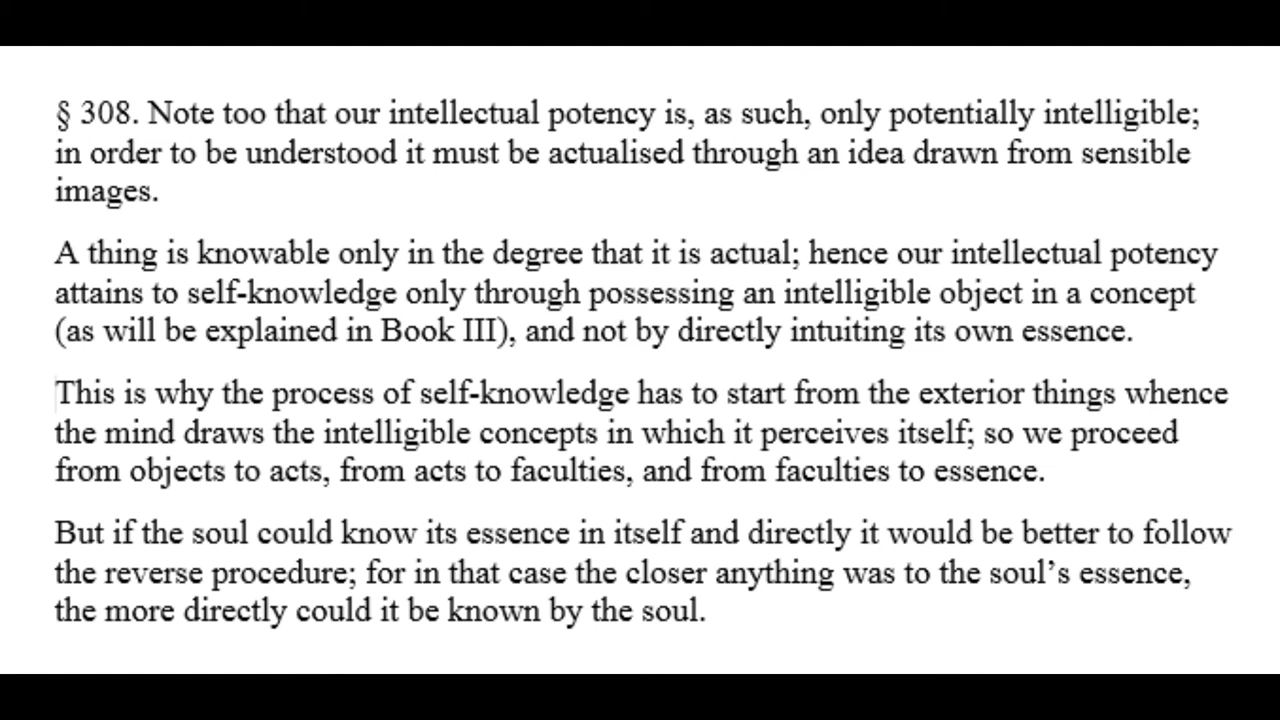 § 308. Note too that our intellectual potency is, as such, only potentially intelligible;
in order to be understood it must be actualised through an idea drawn from sensible
images.
A thing is knowable only in the degree that it is actual; hence our intellectual potency
attains to self-knowledge only through possessing an intelligible object in a concept
(as will be explained in Book III), and not by directly intuiting its own essence.
This is why the process of self-knowledge has to start from the exterior things whence
the mind draws the intelligible concepts in which it perceives itself; so we proceed
from objects to acts, from acts to faculties, and from faculties to essence.
But if the soul could know its essence in itself and directly it would be better to follow
the reverse procedure; for in that case the closer anything was to the soul’s essence,
the more directly could it be known by the soul.